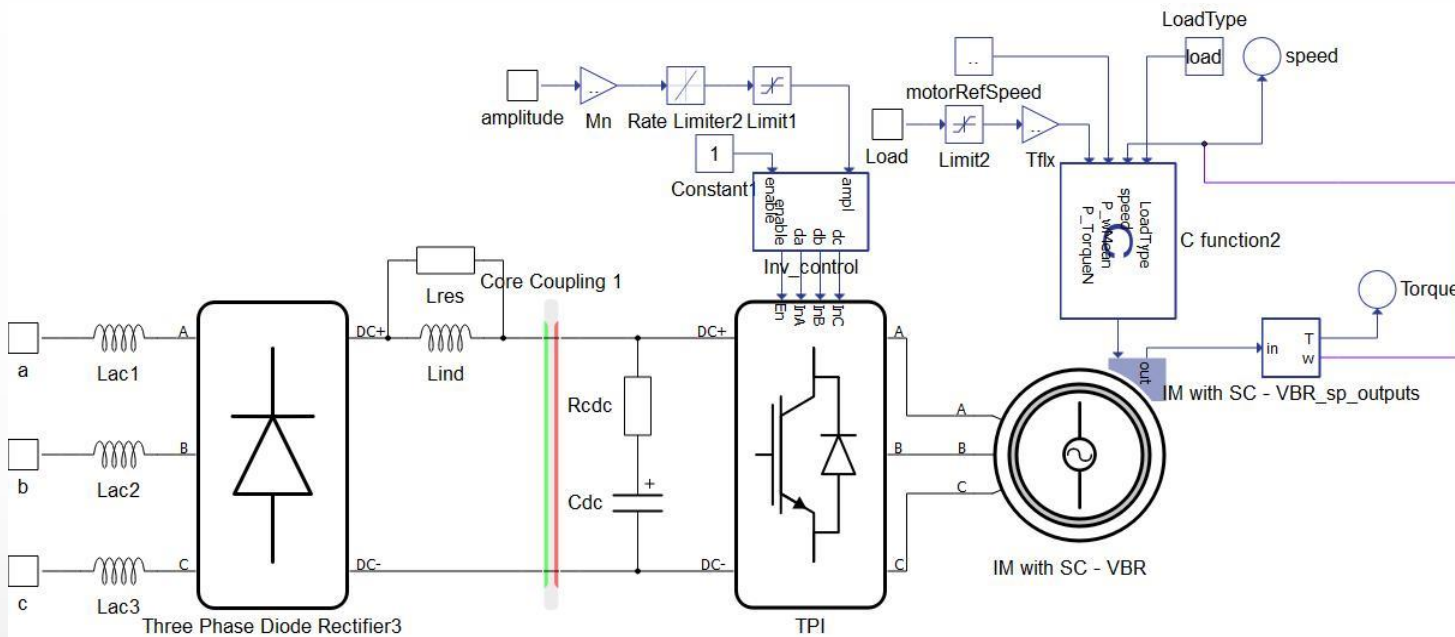 LoadType
load
speed
..
motorRefSpeed
amplitude
..
Mn
Rate Limiter2
Limit1
Load
Limit2
..
Tflx
1
Constant1
enable
ampl
enable
da
db
dc
Inv_control
LoadType
speed
P_wMean
P_TorqueN
C
C function2
Lres
Core Coupling 1
En
InA
InB
InC
Torque
a
Lac1
A
DC+
Lind
DC+
A
out
in
T
w
IM with SC - VBR_sp_outputs
Rcdc
A
b
Lac2
B
B
B
+
Cdc
C
c
Lac3
C
DC-
DC-
C
IM with SC - VBR
Three Phase Diode Rectifier3
TPI